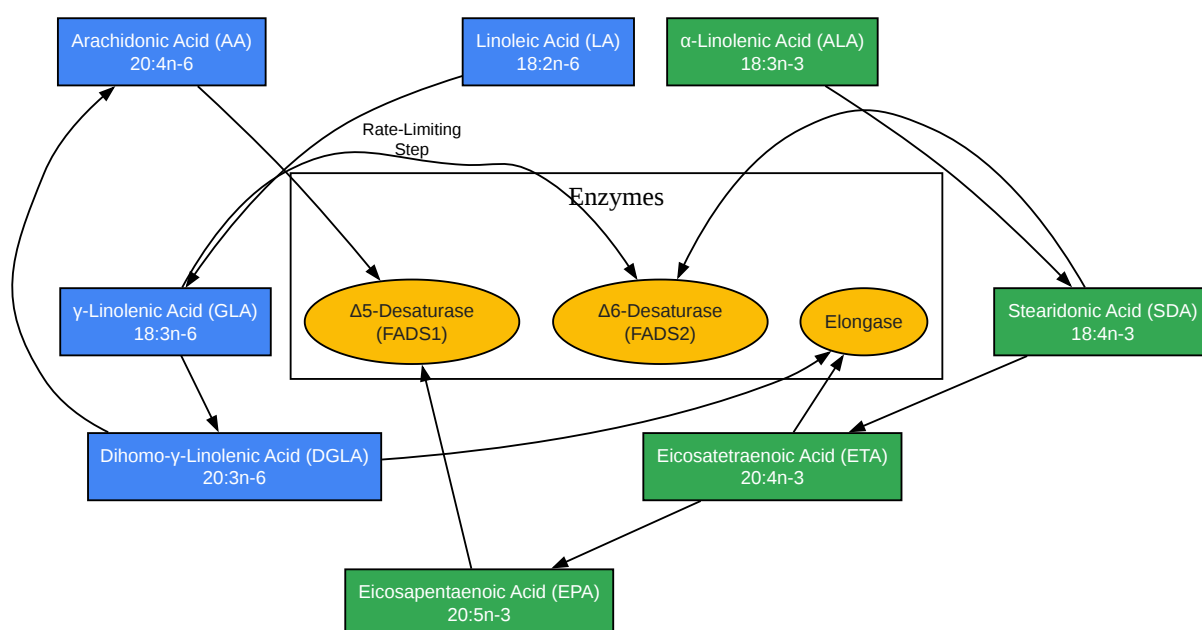 Arachidonic Acid (AA)
20:4n-6
Linoleic Acid (LA)
18:2n-6
α-Linolenic Acid (ALA)
18:3n-3
Rate-Limiting
Step
Enzymes
γ-Linolenic Acid (GLA)
18:3n-6
Δ5-Desaturase
(FADS1)
Δ6-Desaturase
(FADS2)
Elongase
Stearidonic Acid (SDA)
18:4n-3
Dihomo-γ-Linolenic Acid (DGLA)
20:3n-6
Eicosatetraenoic Acid (ETA)
20:4n-3
Eicosapentaenoic Acid (EPA)
20:5n-3